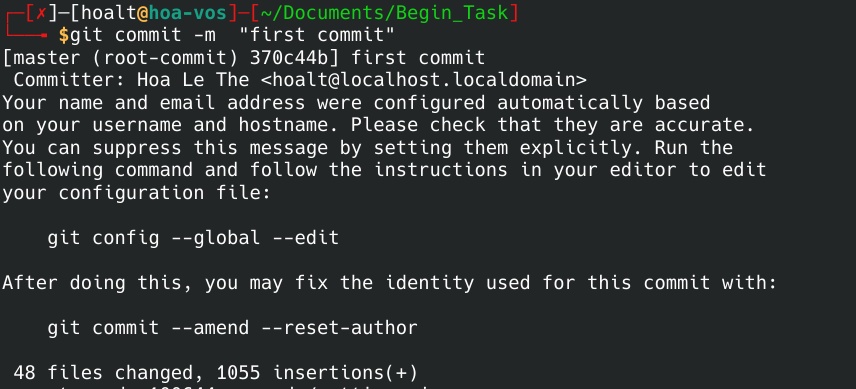 ┌─[✗]─[hoalt@hoa-vos]─[~/Documents/Begin_Task]
└──╼ $git commit -m  "first commit"
[master (root-commit) 370c44b] first commit
 Committer: Hoa Le The <hoalt@localhost.localdomain>
Your name and email address were configured automatically based
on your username and hostname. Please check that they are accurate.
You can suppress this message by setting them explicitly. Run the
following command and follow the instructions in your editor to edit
your configuration file:
    git config --global --edit
After doing this, you may fix the identity used for this commit with:
    git commit --amend --reset-author
 48 files changed, 1055 insertions(+)